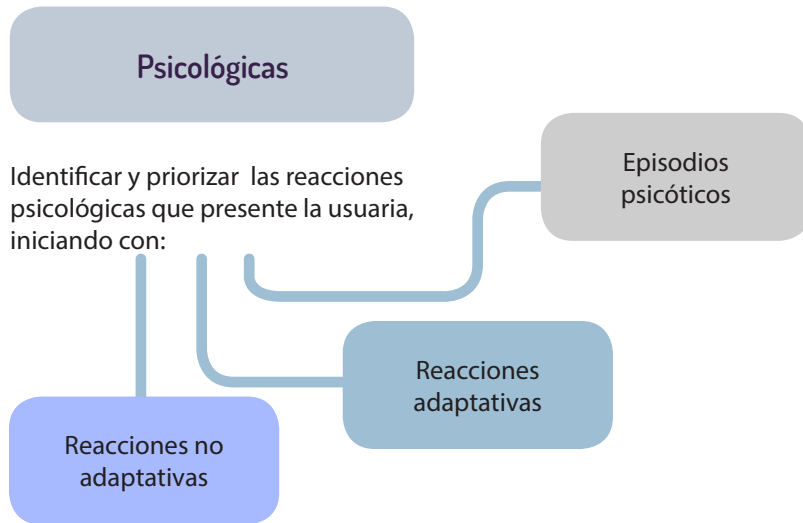 Psicológicas
Identificar y priorizar las reacciones
psicológicas que presente la usuaria,
iniciando con:
Episodios
psicóticos
Reacciones
adaptativas
Reacciones no
adaptativas